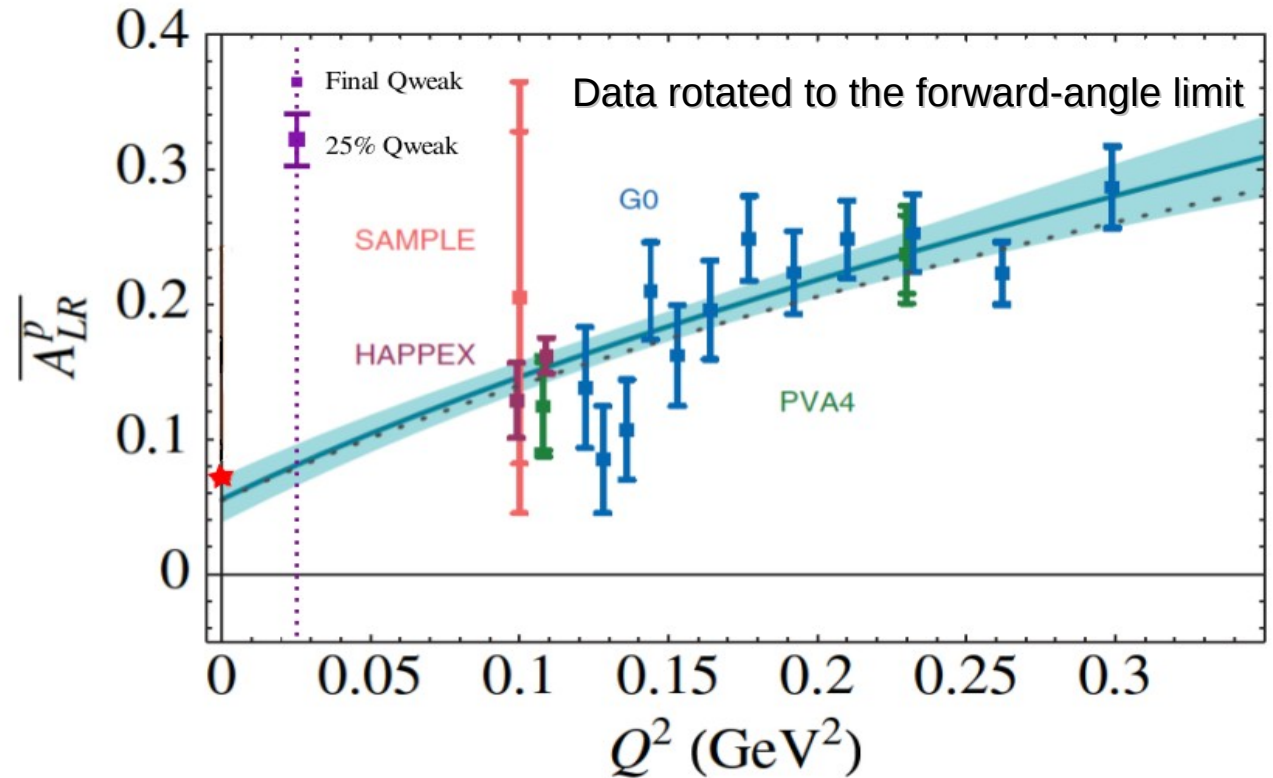 Data rotated to the forward-angle limit
Final Qweak
25% Qweak
G0
SAMPLE
HAPPEX
PVA4
0.4
0.3
0.2
0.1
0
A^p_LR
0 0.05 0.1 0.15 0.2 0.25 0.3
Q² (GeV²)